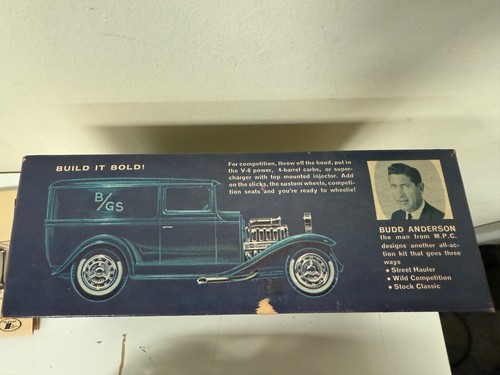 BUILD IT BOLD!
For competition, throw off the hood, put in
the V-8 power, 4-barrel carbs, or super-
charger with top mounted injector. Add
on the slicks, the custom wheels, competi-
tion seats and you're ready to wheelie!
B/GS
BUDD ANDERSON
the man from M.P.C.
designs another all-ac-
tion kit that goes three
ways
• Street Hauler
• Wild Competition
• Stock Classic